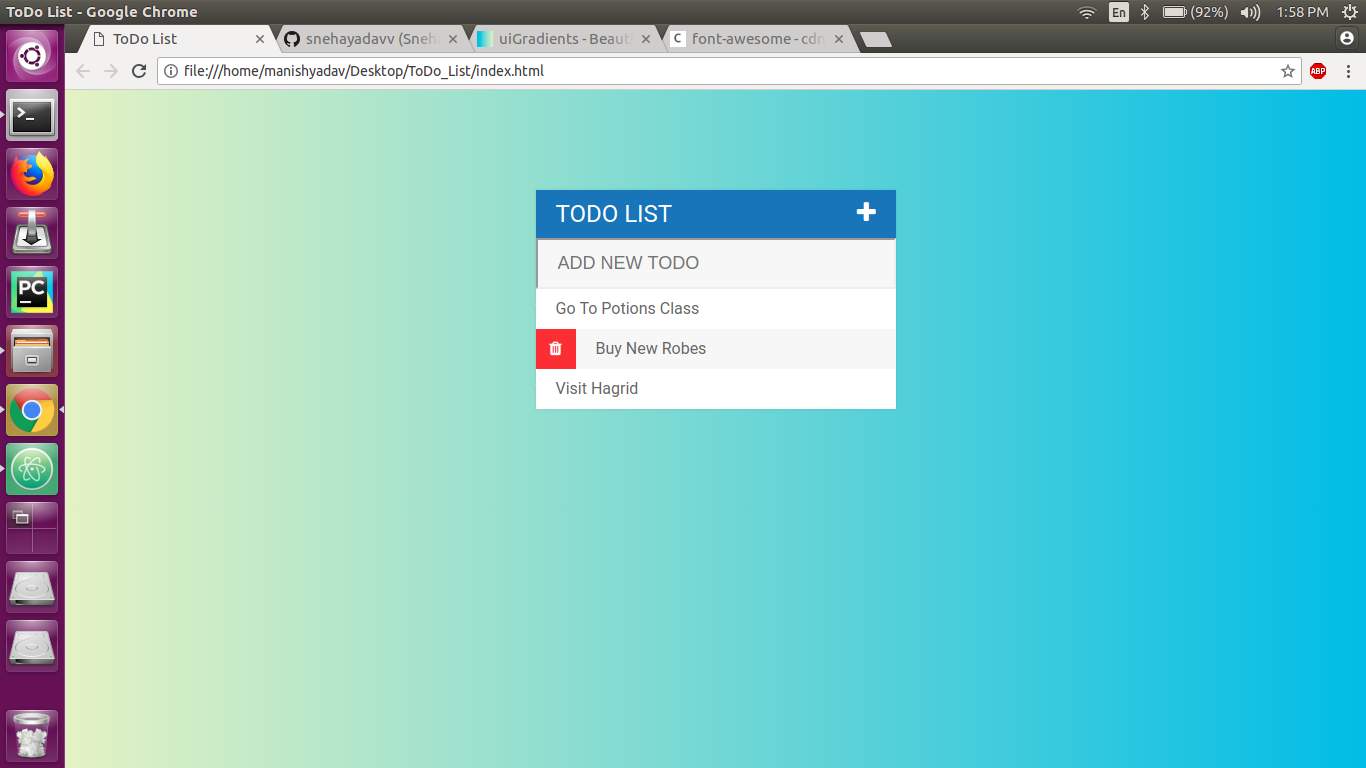 ToDo List - Google Chrome
En
(92%)
1:58 PM
ToDo List
snehayadavv (Sneh
uiGradients - Beaut
C font-awesome - cdn
file:///home/manishyadav/Desktop/ToDo_List/index.html
ABP
TODO LIST
ADD NEW TODO
Go To Potions Class
Buy New Robes
Visit Hagrid
>_
PC